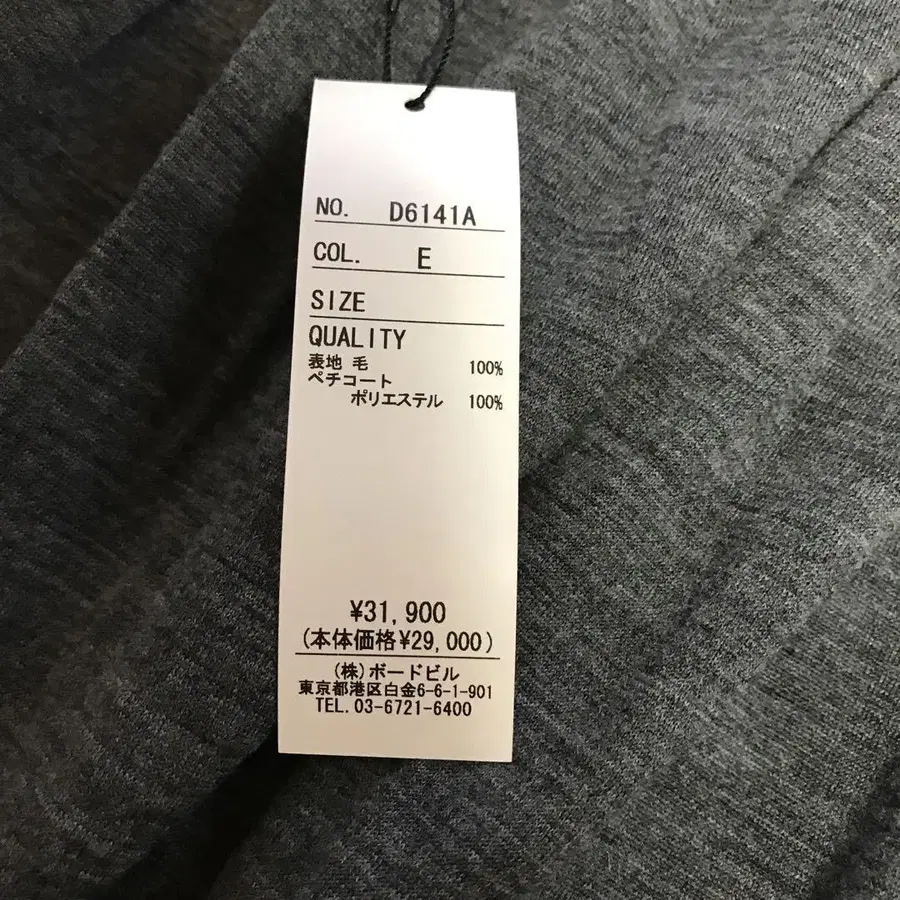 NO. D6141A
COL. E
SIZE
QUALITY
表地 毛 100%
ペチコート
ポリエステル 100%
¥31,900
(本体価格¥29,000)
(株)ボードビル
東京都港区白金6-6-1-901
TEL.03-6721-6400